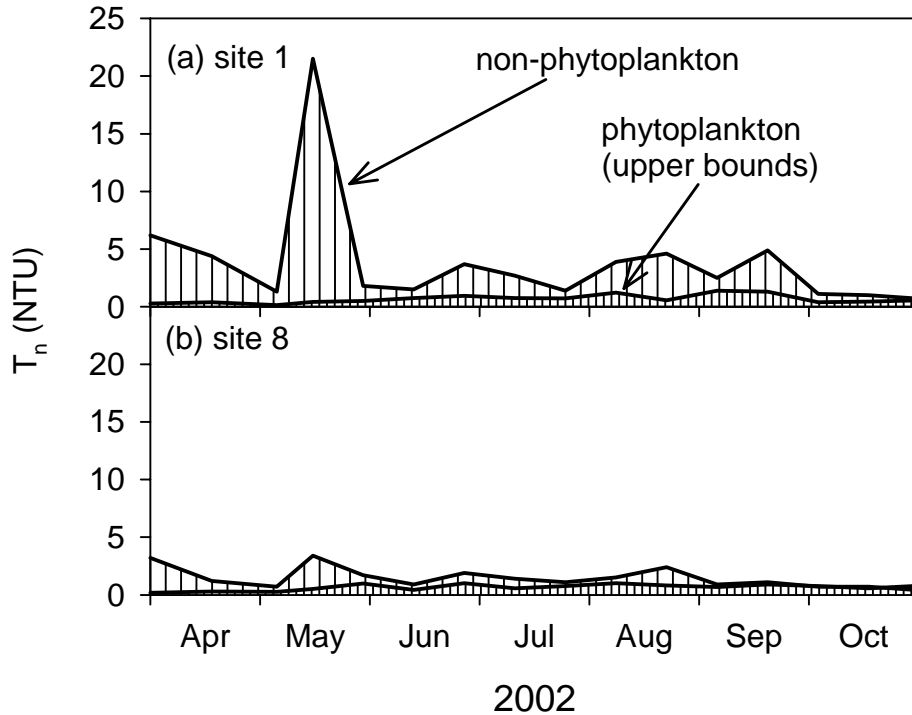 25
(a) site 1
non-phytoplankton
20
15
phytoplankton
(upper bounds)
10
5
0
T_n (NTU)
(b) site 8
20
15
10
5
0
Apr May Jun Jul Aug Sep Oct
2002